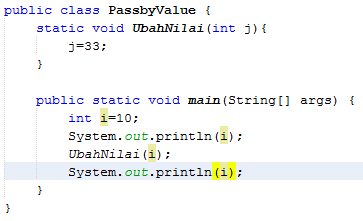 public class PassbyValue {
    static void UbahNilai(int j){
        j=33;
    }

    public static void main(String[] args) {
        int i=10;
        System.out.println(i);
        UbahNilai(i);
        System.out.println(i);
    }
}